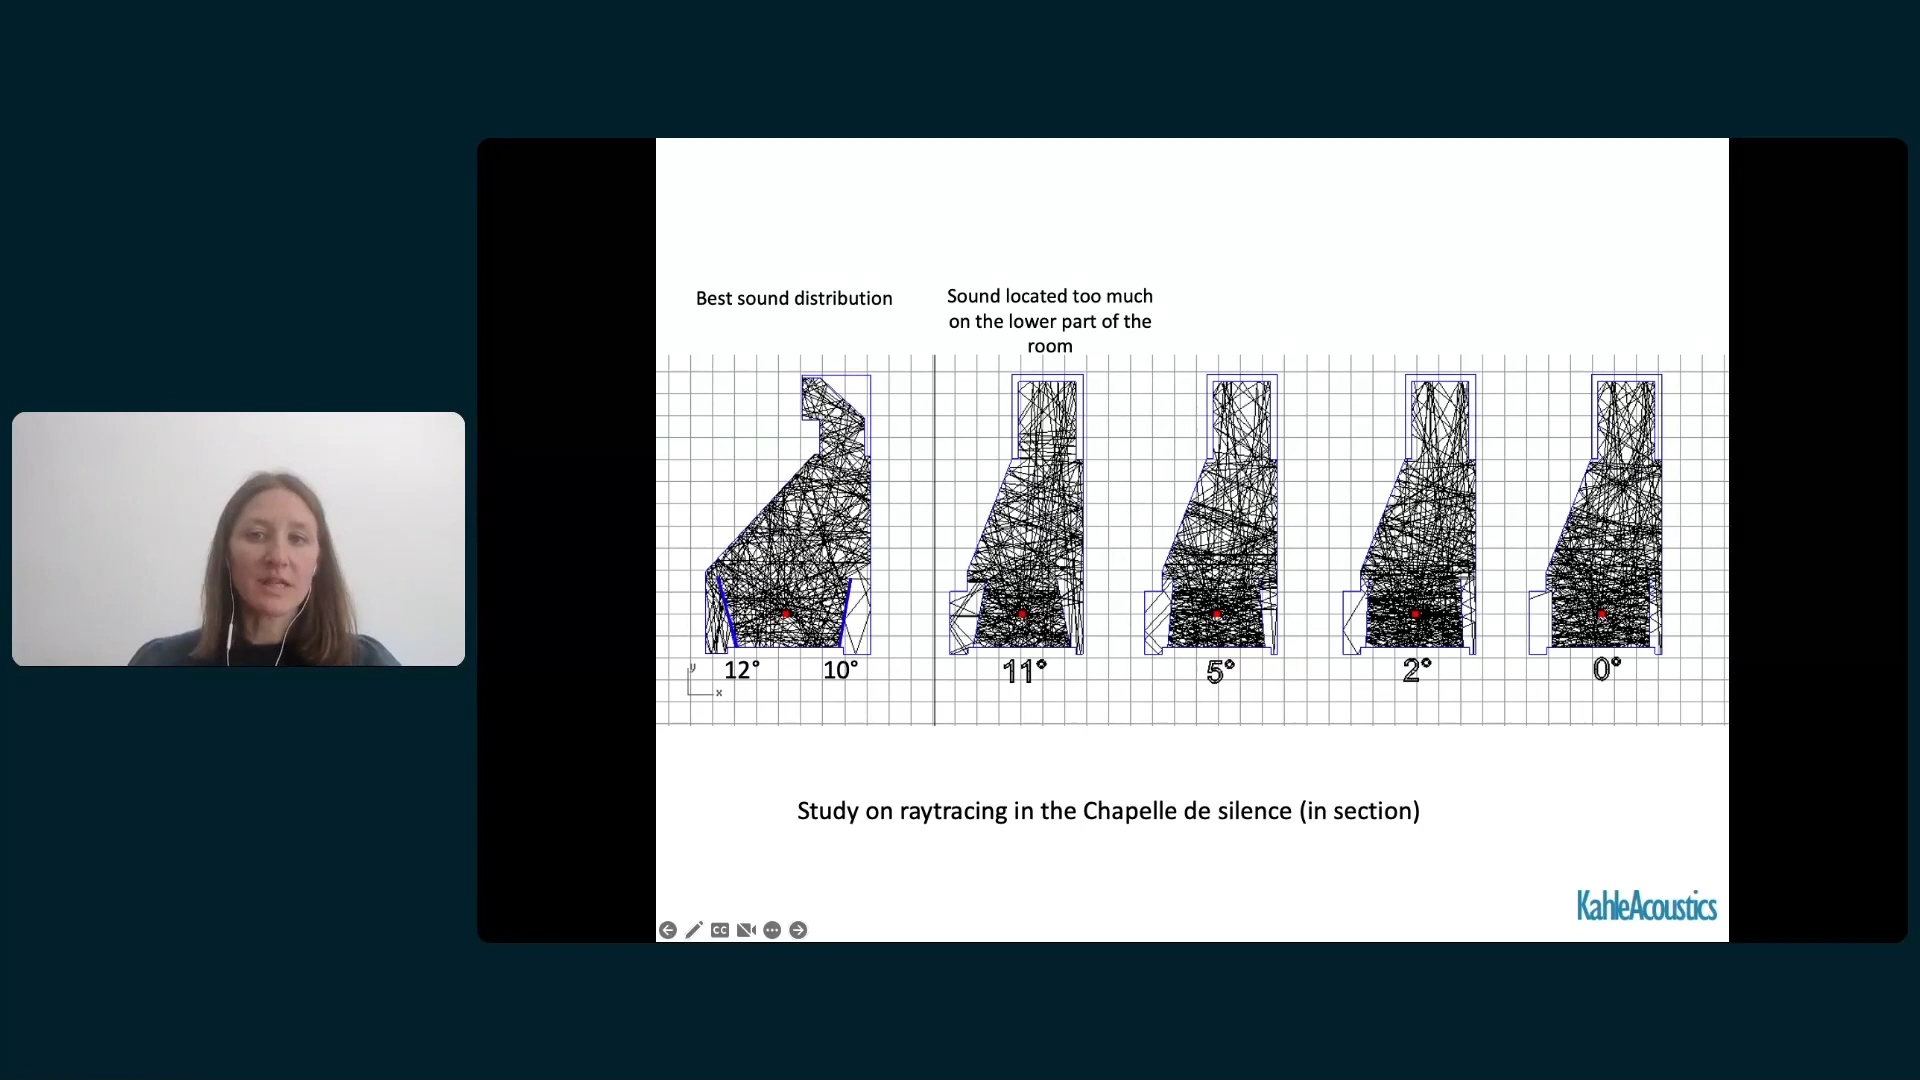 Best sound distribution
Sound located too much
on the lower part of the
room
12°
10°
11°
5°
2°
0°
y
x
Study on raytracing in the Chapelle de silence (in section)
KahleAcoustics
CC